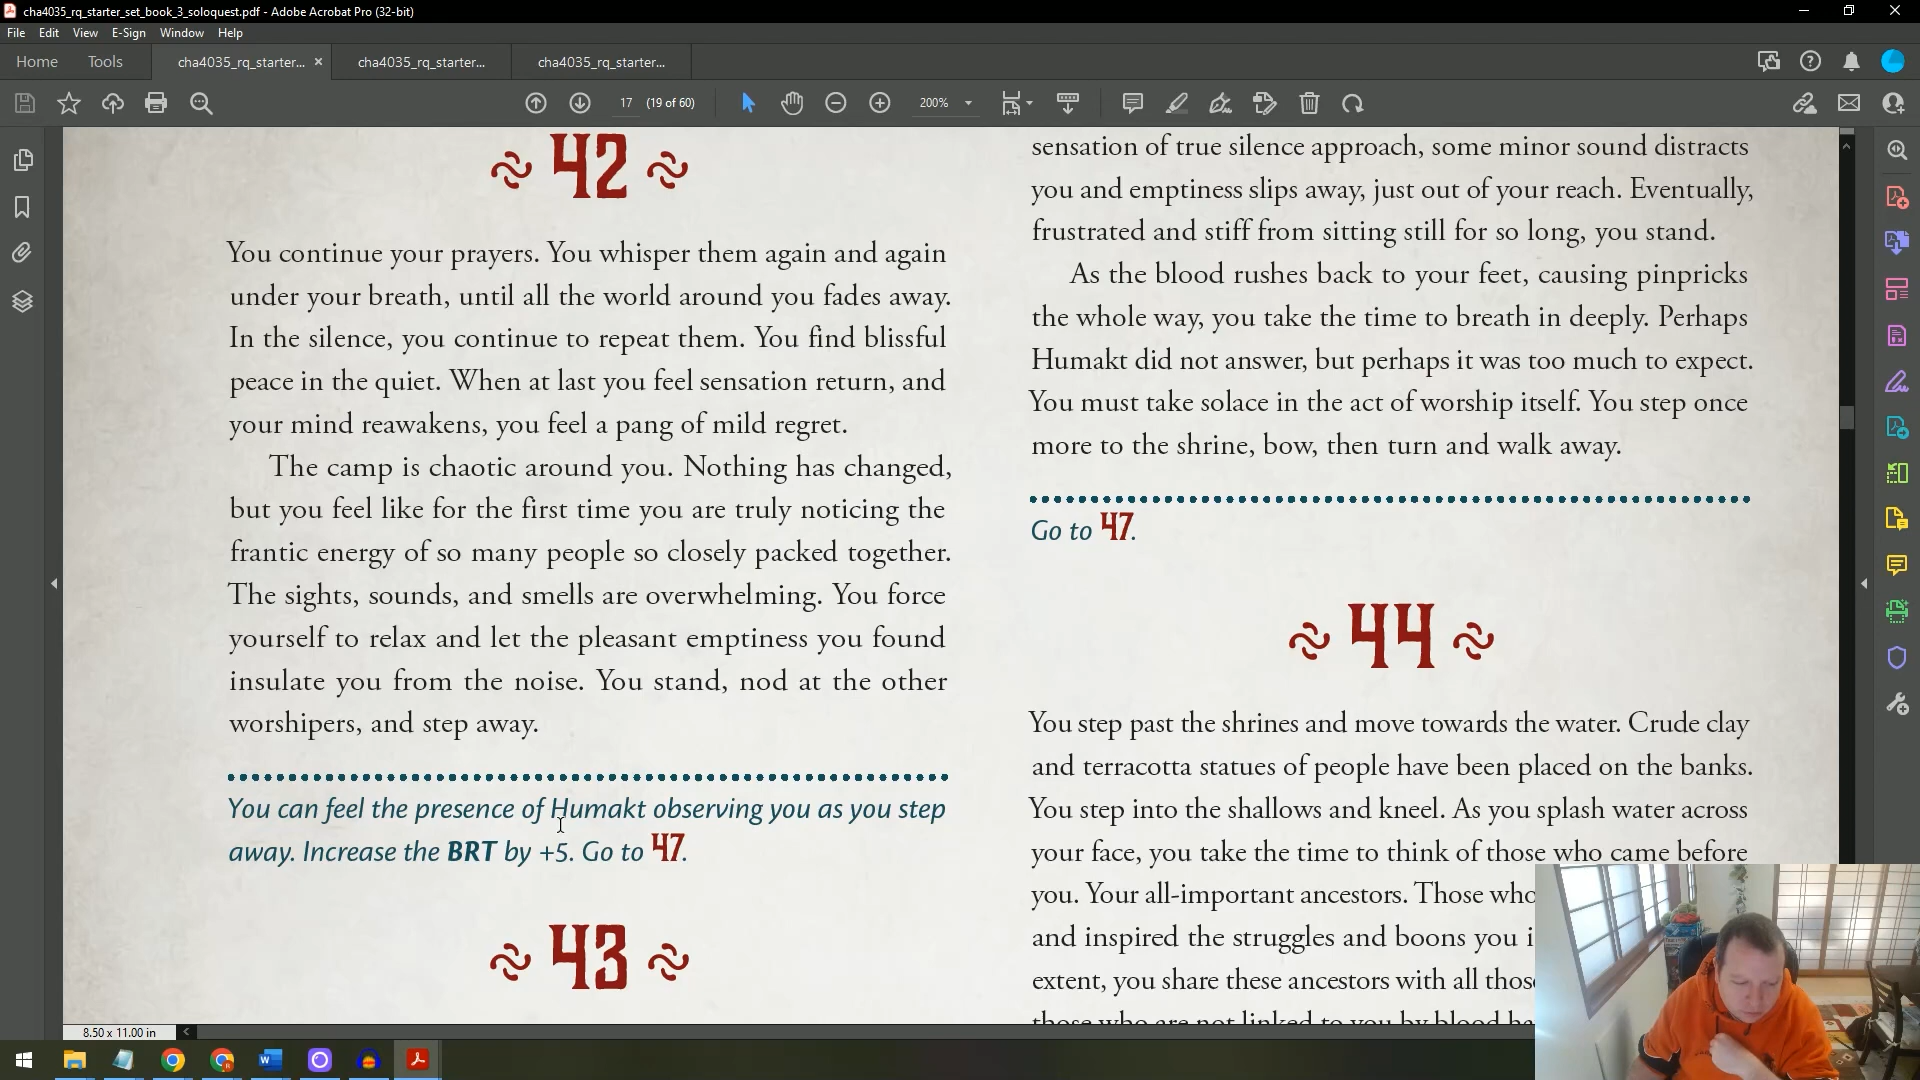 cha4035_rq_starter_set_book_3_soloquest.pdf - Adobe Acrobat Pro (32-bit)
File Edit View E-Sign Window Help
Home Tools cha4035_rq_starter... × cha4035_rq_starter... cha4035_rq_starter...
17 (19 of 60) 200%
42
You continue your prayers. You whisper them again and again
under your breath, until all the world around you fades away.
In the silence, you continue to repeat them. You find blissful
peace in the quiet. When at last you feel sensation return, and
your mind reawakens, you feel a pang of mild regret.
The camp is chaotic around you. Nothing has changed,
but you feel like for the first time you are truly noticing the
frantic energy of so many people so closely packed together.
The sights, sounds, and smells are overwhelming. You force
yourself to relax and let the pleasant emptiness you found
insulate you from the noise. You stand, nod at the other
worshipers, and step away.
You can feel the presence of Humakt observing you as you step
away. Increase the BRT by +5. Go to 47.
43
sensation of true silence approach, some minor sound distracts
you and emptiness slips away, just out of your reach. Eventually,
frustrated and stiff from sitting still for so long, you stand.
As the blood rushes back to your feet, causing pinpricks
the whole way, you take the time to breath in deeply. Perhaps
Humakt did not answer, but perhaps it was too much to expect.
You must take solace in the act of worship itself. You step once
more to the shrine, bow, then turn and walk away.
Go to 47.
44
You step past the shrines and move towards the water. Crude clay
and terracotta statues of people have been placed on the banks.
You step into the shallows and kneel. As you splash water across
your face, you take the time to think of those who came before
you. Your all-important ancestors. Those who
and inspired the struggles and boons you
extent, you share these ancestors with all
those who are not linked to you by blood
8.50 x 11.00 in